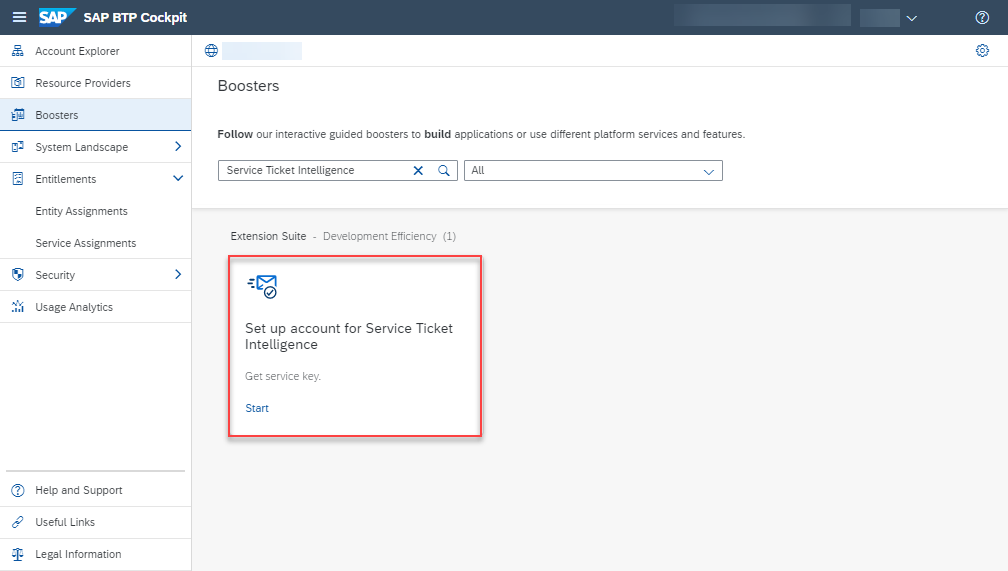 SAP SAP BTP Cockpit
Account Explorer
Resource Providers
Boosters
System Landscape
Entitlements
Entity Assignments
Service Assignments
Security
Usage Analytics
Help and Support
Useful Links
Legal Information
Boosters
Follow our interactive guided boosters to build applications or use different platform services and features.
Service Ticket Intelligence All
Extension Suite - Development Efficiency (1)
Set up account for Service Ticket
Intelligence
Get service key.
Start